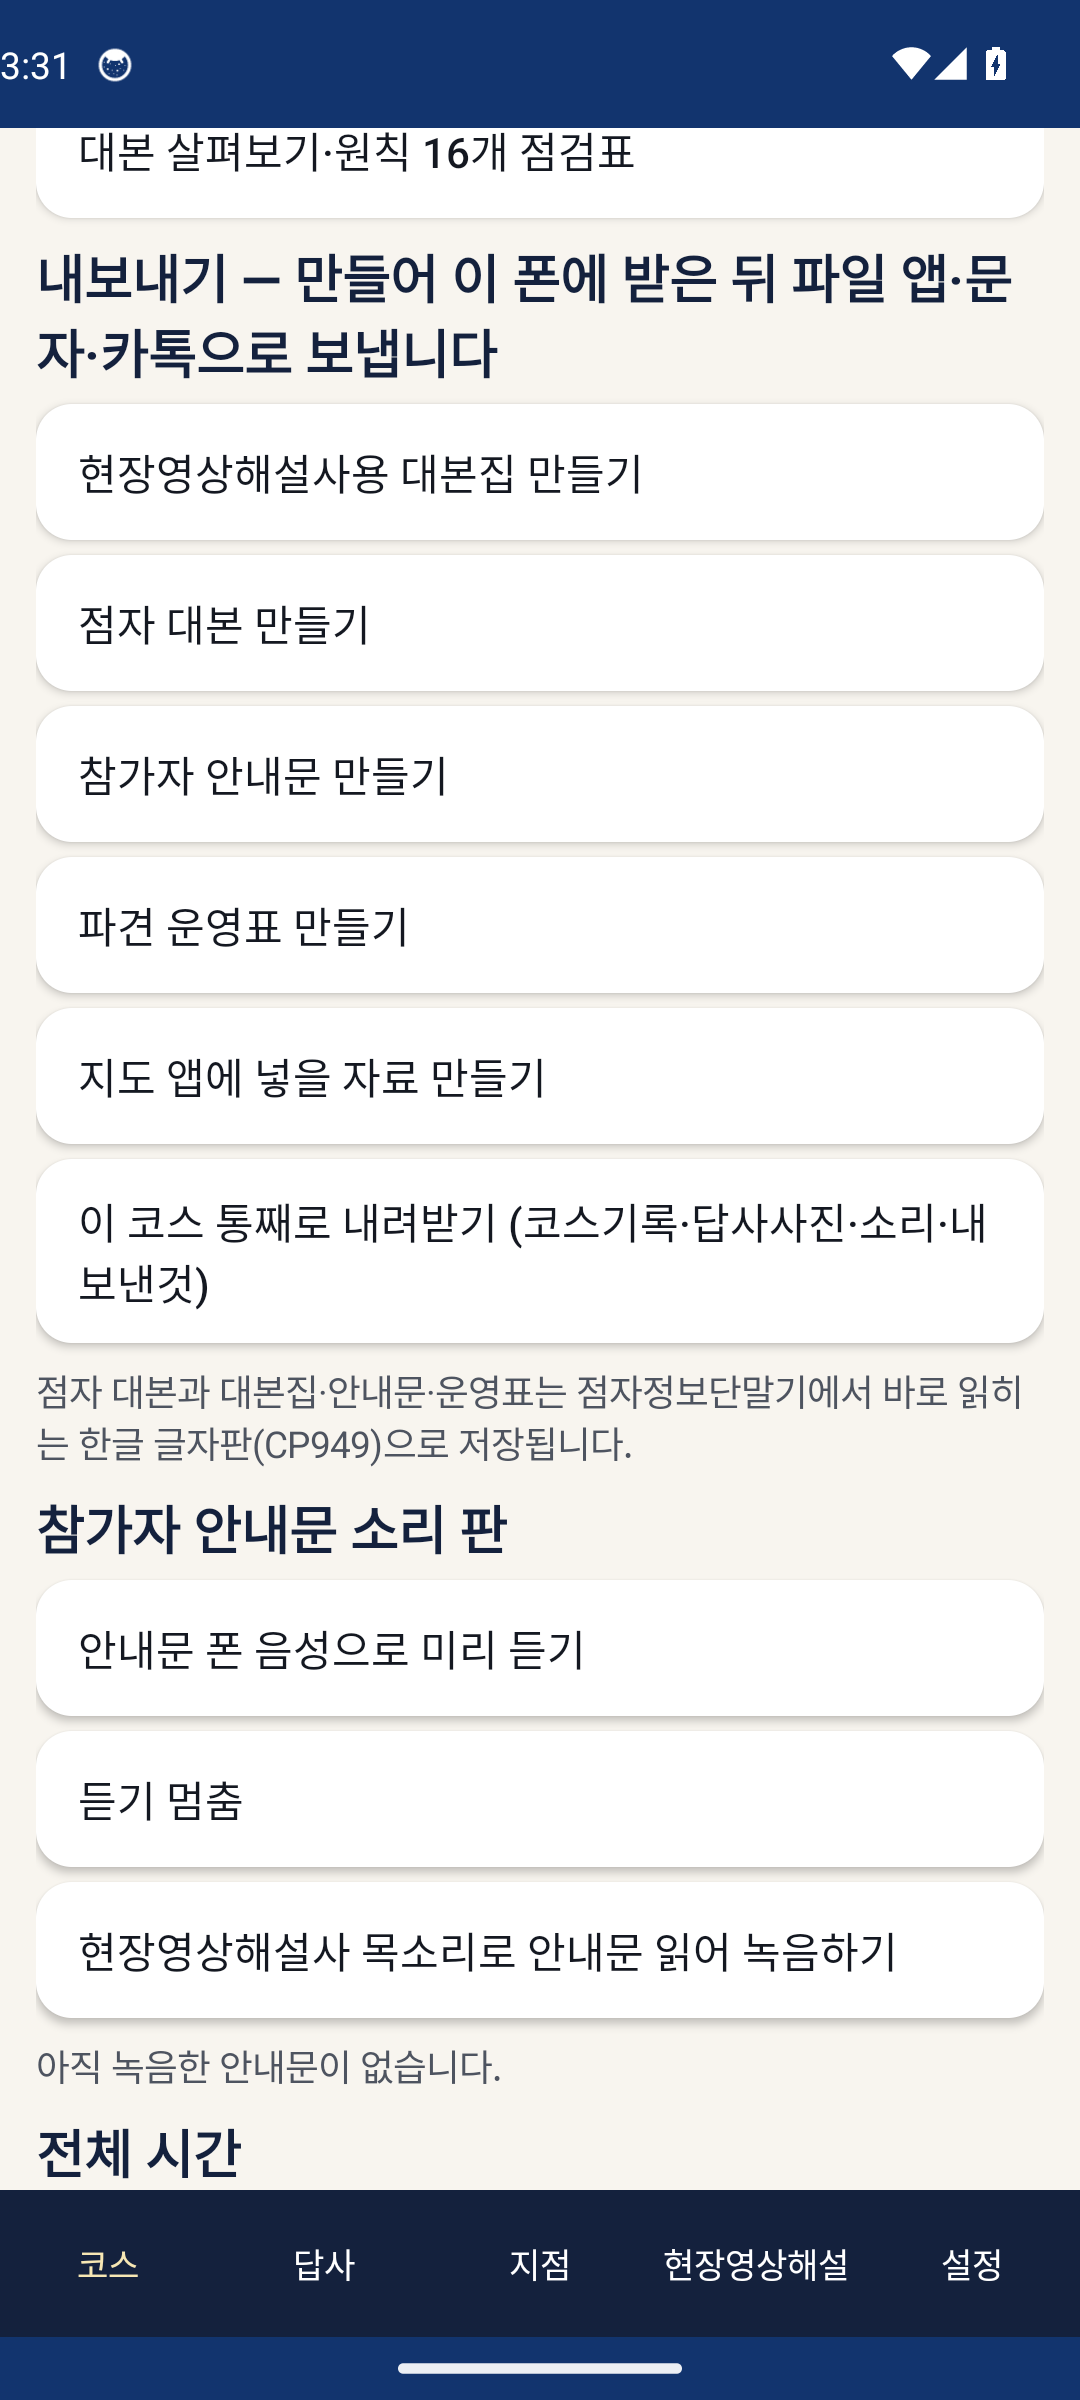 3:31
대본 살펴보기·원칙 16개 점검표
내보내기 – 만들어 이 폰에 받은 뒤 파일 앱·문
자·카톡으로 보냅니다
현장영상해설사용 대본집 만들기
점자 대본 만들기
참가자 안내문 만들기
파견 운영표 만들기
지도 앱에 넣을 자료 만들기
이 코스 통째로 내려받기 (코스기록·답사사진·소리·내
보낸것)
점자 대본과 대본집·안내문·운영표는 점자정보단말기에서 바로 읽히
는 한글 글자판(CP949)으로 저장됩니다.
참가자 안내문 소리 판
안내문 폰 음성으로 미리 듣기
듣기 멈춤
현장영상해설사 목소리로 안내문 읽어 녹음하기
아직 녹음한 안내문이 없습니다.
전체 시간
코스 답사 지점 현장영상해설 설정